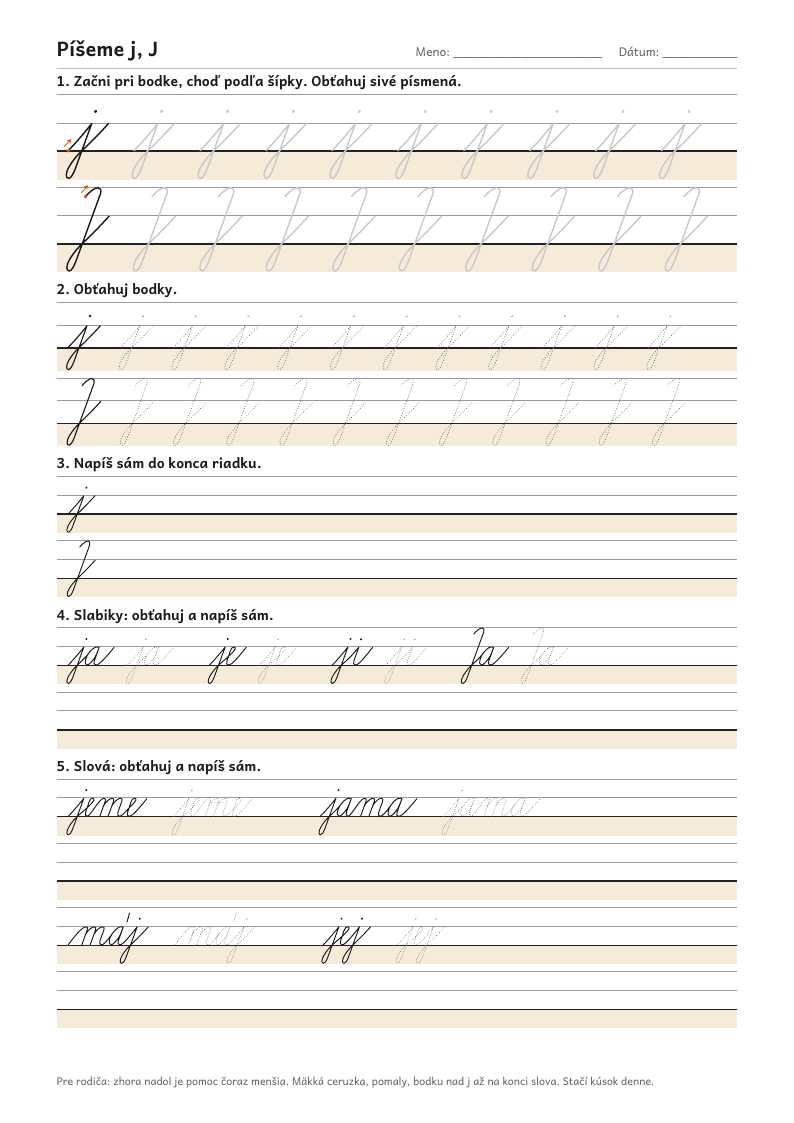 Píšeme j, J Meno: ______________________ Dátum: ___________
1. Začni pri bodke, choď podľa šípky. Obťahuj sivé písmená.
j j j j j j j j j j
J J J J J J J J J J
2. Obťahuj bodky.
j j j j j j j j j j j j
J J J J J J J J J J J J
3. Napíš sám do konca riadku.
j
J
4. Slabiky: obťahuj a napíš sám.
ja ja je je ji ji Ja Ja
5. Slová: obťahuj a napíš sám.
jeme jeme jama jama
máj máj jej jej
Pre rodiča: zhora nadol je pomoc čoraz menšia. Mäkká ceruzka, pomaly, bodku nad j až na konci slova. Stačí kúsok denne.